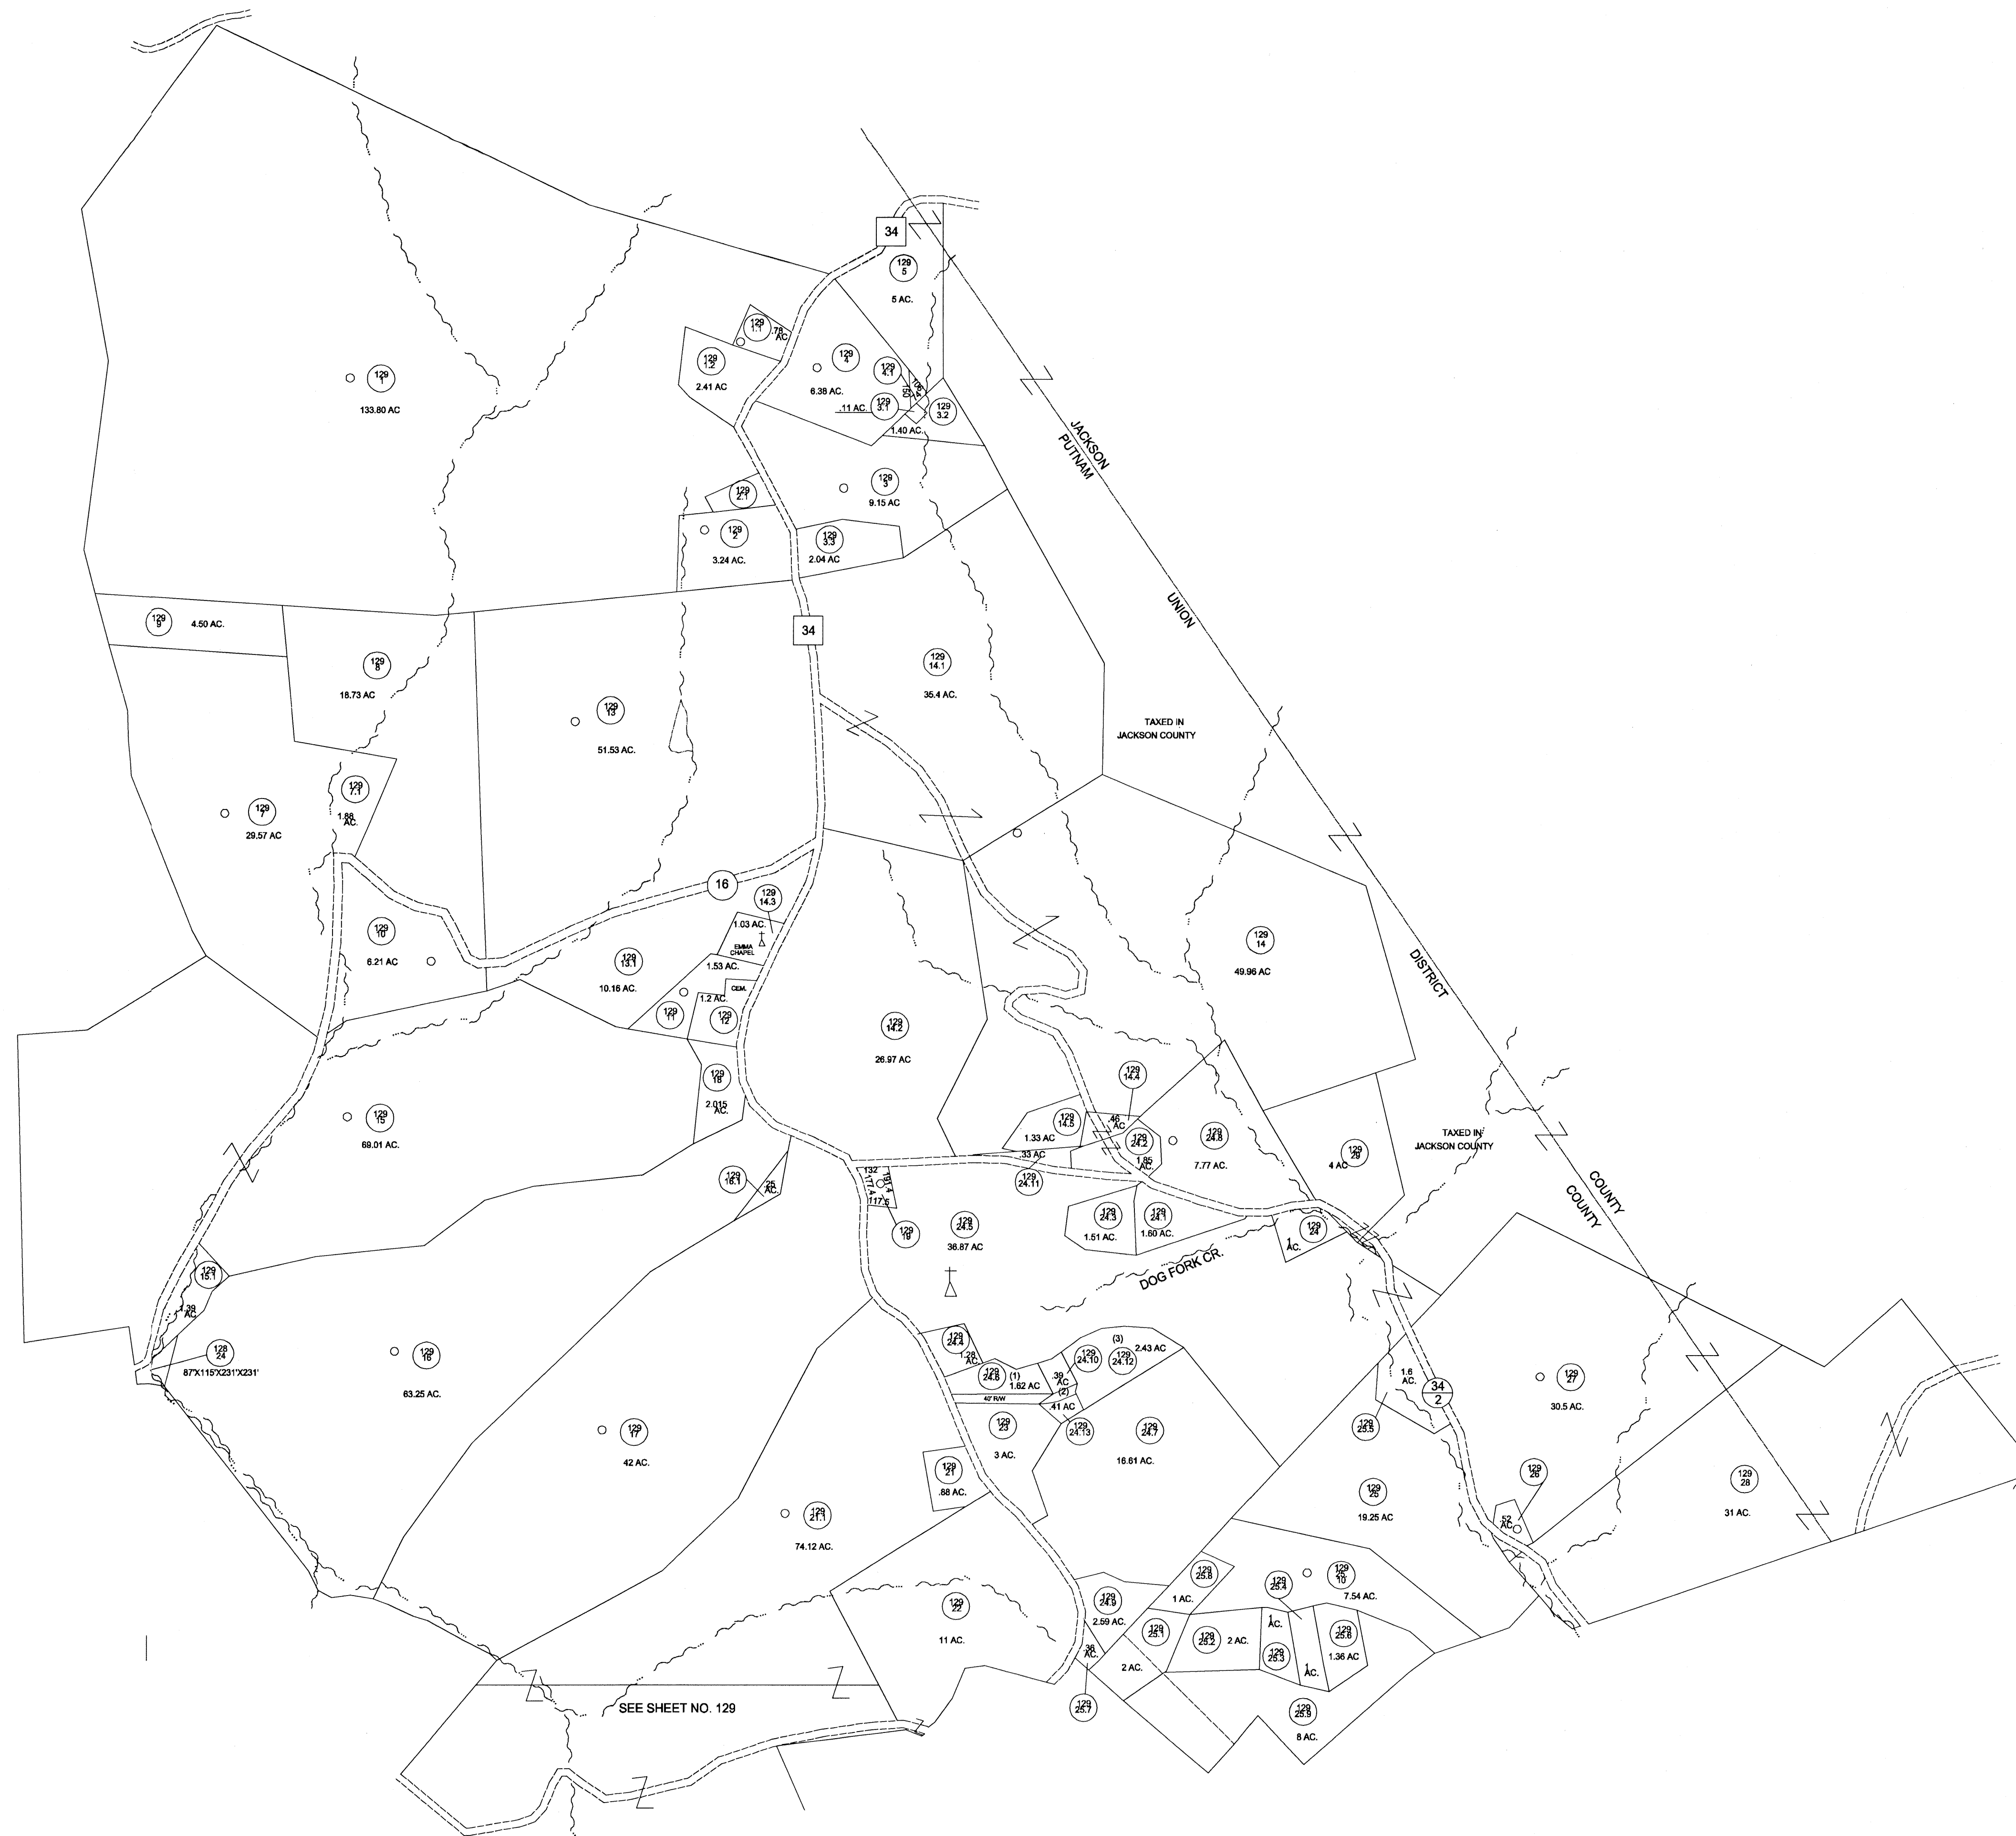 34
129
5
5 AC.
129
1.1
.78
AC
129
1.2
2.41 AC
129
4
6.38 AC.
129
4.1
150
106.4
129
1
133.80 AC
.11 AC.
129
3.1
129
3.2
1.40 AC.
JACKSON
PUTNAM
129
3
9.15 AC
129
2.1
129
2
3.24 AC.
129
3.3
2.04 AC
UNION
129
9
4.50 AC.
34
129
8
18.73 AC
129
14.1
35.4 AC.
129
13
51.53 AC.
TAXED IN
JACKSON COUNTY
129
7.1
1.88
AC.
129
7
29.57 AC
16
129
14.3
1.03 AC.
EMMA
CHAPEL
129
10
6.21 AC
129
13.1
10.16 AC.
1.53 AC.
CEM.
1.2 AC.
129
11
129
12
129
14
49.96 AC
DISTRICT
129
14.2
26.97 AC
129
18
2.015
AC.
129
14.4
129
15
69.01 AC.
129
14.5
1.33 AC
.46
AC
129
24.2
1.85
AC.
129
24.8
7.77 AC.
TAXED IN
JACKSON COUNTY
129
29
4 AC
.33 AC
129
24.11
132
177.4
191.4
117.5
129
16.1
.25
AC.
COUNTY
COUNTY
129
19
129
24.5
36.87 AC
129
24.3
1.51 AC.
129
24.1
1.60 AC.
129
24
1
AC.
DOG FORK CR.
129
15.1
1.39
AC
128
24
87'X115'X231'X231'
129
16
63.25 AC.
129
24.4
1.28
AC.
129
24.6
(1)
1.62 AC
.39
AC
129
24.10
(3)
129
24.12
2.43 AC
(2)
.41 AC
40' R/W
1.6
AC.
34
2
129
27
30.5 AC.
129
23
3 AC.
129
24.13
129
24.7
16.61 AC.
129
25.5
129
17
42 AC.
129
21
.88 AC.
129
25
19.25 AC
129
26
.52
AC
129
28
31 AC.
129
21.1
74.12 AC.
129
22
11 AC.
129
24.9
2.59 AC.
129
25.8
1 AC.
129
25.4
129
25.
10
7.54 AC.
129
25.1
2 AC.
129
25.2
2 AC.
1
AC.
129
25.3
1
AC.
129
25.6
1.36 AC
.36
AC.
129
25.7
129
25.9
8 AC.
SEE SHEET NO. 129